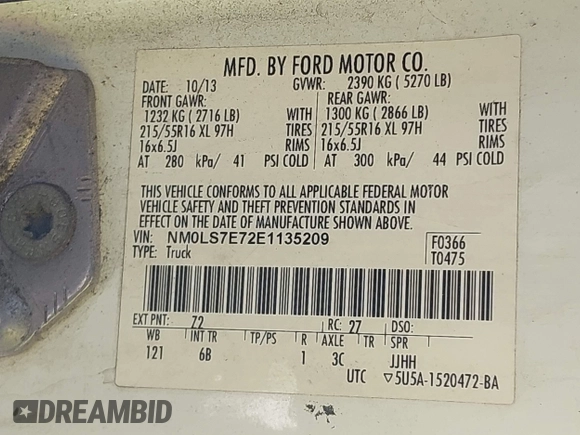 MFD. BY FORD MOTOR CO.
DATE: 10/13 GVWR: 2390 KG ( 5270 LB)
FRONT GAWR: REAR GAWR:
1232 KG ( 2716 LB) WITH 1300 KG ( 2866 LB) WITH
215/55R16 XL 97H TIRES 215/55R16 XL 97H TIRES
16x6.5J RIMS 16x6.5J RIMS
AT 280 kPa/ 41 PSI COLD AT 300 kPa/ 44 PSI COLD
THIS VEHICLE CONFORMS TO ALL APPLICABLE FEDERAL MOTOR
VEHICLE SAFETY AND THEFT PREVENTION STANDARDS IN
EFFECT ON THE DATE OF MANUFACTURE SHOWN ABOVE.
VIN: NM0LS7E72E1135209 F0366
TYPE: Truck T0475
EXT PNT: 72 RC: 27 DSO:
WB INT TR TP/PS R AXLE TR SPR
121 6B 1 3C JJHH
UTC ▽5U5A-1520472-BA
DREAMBID